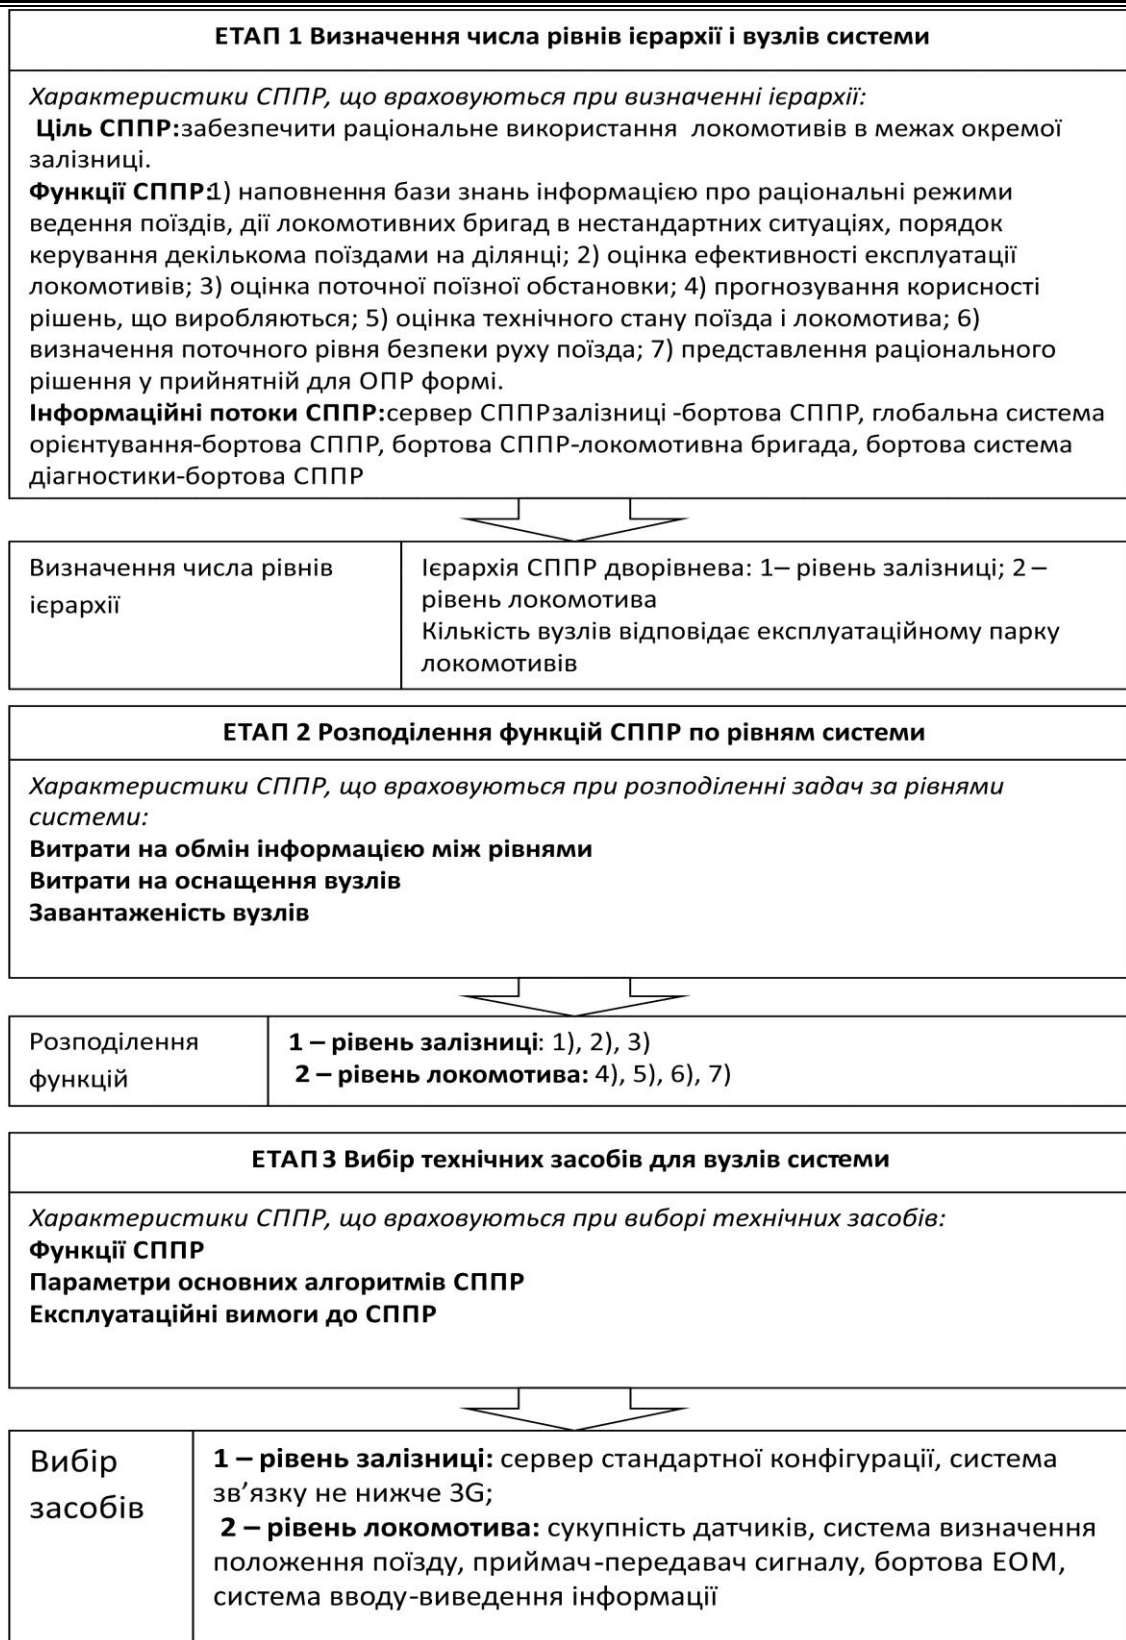 ЕТАП 1 Визначення числа рівнів ієрархії і вузлів системи
Характеристики СППР, що враховуються при визначенні ієрархії:
Ціль СППР:забезпечити раціональне використання локомотивів в межах окремої
залізниці.
Функції СППР:1) наповнення бази знань інформацією про раціональні режими
ведення поїздів, дії локомотивних бригад в нестандартних ситуаціях, порядок
керування декількома поїздами на ділянці; 2) оцінка ефективності експлуатації
локомотивів; 3) оцінка поточної поїзної обстановки; 4) прогнозування корисності
рішень, що виробляються; 5) оцінка технічного стану поїзда і локомотива; 6)
визначення поточного рівня безпеки руху поїзда; 7) представлення раціонального
рішення у прийнятній для ОПР формі.
Інформаційні потоки СППР:сервер СППРзалізниці -бортова СППР, глобальна система
орієнтування-бортова СППР, бортова СППР-локомотивна бригада, бортова система
діагностики-бортова СППР
Визначення числа рівнів
ієрархії
Ієрархія СППР дворівнева: 1– рівень залізниці; 2 –
рівень локомотива
Кількість вузлів відповідає експлуатаційному парку
локомотивів
ЕТАП 2 Розподілення функцій СППР по рівням системи
Характеристики СППР, що враховуються при розподіленні задач за рівнями
системи:
Витрати на обмін інформацією між рівнями
Витрати на оснащення вузлів
Завантаженість вузлів
Розподілення
функцій
1 – рівень залізниці: 1), 2), 3)
2 – рівень локомотива: 4), 5), 6), 7)
ЕТАП 3 Вибір технічних засобів для вузлів системи
Характеристики СППР, що враховуються при виборі технічних засобів:
Функції СППР
Параметри основних алгоритмів СППР
Експлуатаційні вимоги до СППР
Вибір
засобів
1 – рівень залізниці: сервер стандартної конфігурації, система
зв’язку не нижче 3G;
2 – рівень локомотива: сукупність датчиків, система визначення
положення поїзду, приймач-передавач сигналу, бортова ЕОМ,
система вводу-виведення інформації